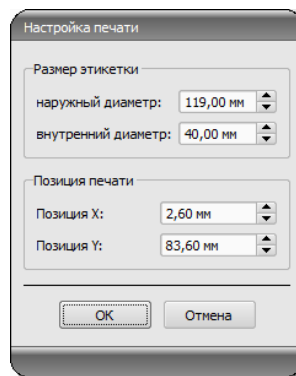 Настройка печати
Размер этикетки
наружный диаметр: 119,00 мм
внутренний диаметр: 40,00 мм
Позиция печати
Позиция X: 2,60 мм
Позиция Y: 83,60 мм
OK Отмена